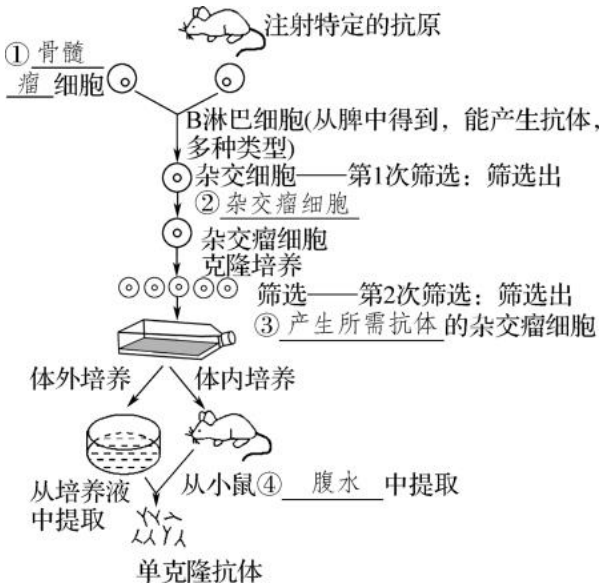 注射特定的抗原
①骨髓
瘤细胞
B淋巴细胞(从脾中得到，能产生抗体，
多种类型)
杂交细胞——第1次筛选：筛选出
②杂交瘤细胞
杂交瘤细胞
克隆培养
筛选——第2次筛选：筛选出
③产生所需抗体的杂交瘤细胞
体外培养 体内培养
从培养液
中提取
从小鼠④腹水中提取
单克隆抗体